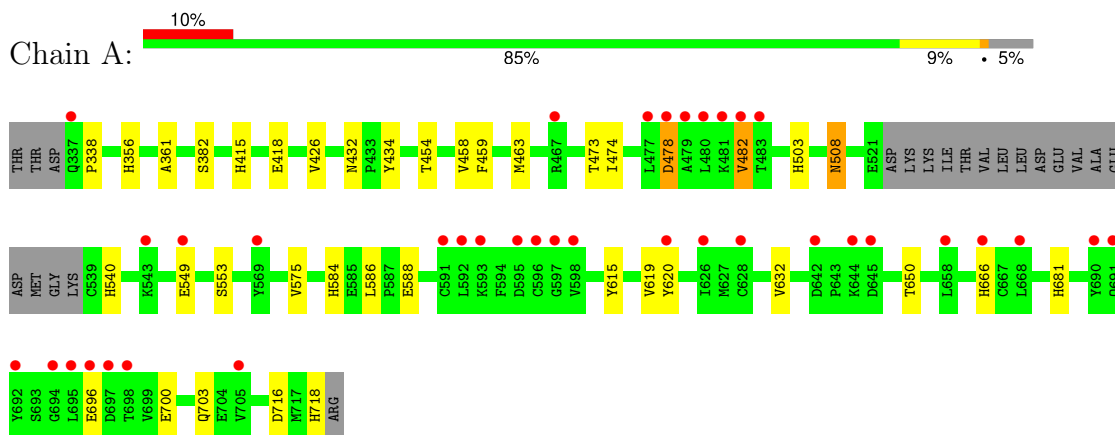 10%
Chain A:
85% 9% • 5%
THR THR ASP Q337 P338 H356 A361 S382 H415 E418 V426 N432 P433 Y434 T454 V458 F459 M463 R467 T473 I474 L477 D478 A479 L480 K481 V482 T483 H503 N508 E521 ASP LYS LYS ILE THR VAL LEU LEU ASP GLU VAL ALA GLU
ASP MET GLY LYS C539 H540 K543 E549 S553 Y569 V575 H584 E585 L586 P587 E588 C591 L592 K593 F594 D595 C596 G597 V598 Y615 V619 Y620 I626 M627 C628 V632 D642 P643 K644 D645 T650 L658 H666 C667 L668 H681 Y690
Y692 S693 G694 L695 E696 D697 T698 V699 E700 Q703 E704 V705 D716 M717 H718 ARG